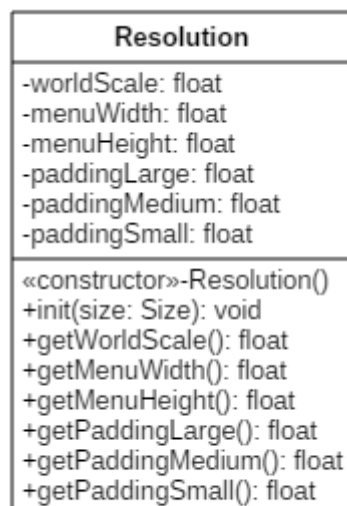 Resolution
-worldScale: float
-menuWidth: float
-menuHeight: float
-paddingLarge: float
-paddingMedium: float
-paddingSmall: float
«constructor»-Resolution()
+init(size: Size): void
+getWorldScale(): float
+getMenuWidth(): float
+getMenuHeight(): float
+getPaddingLarge(): float
+getPaddingMedium(): float
+getPaddingSmall(): float